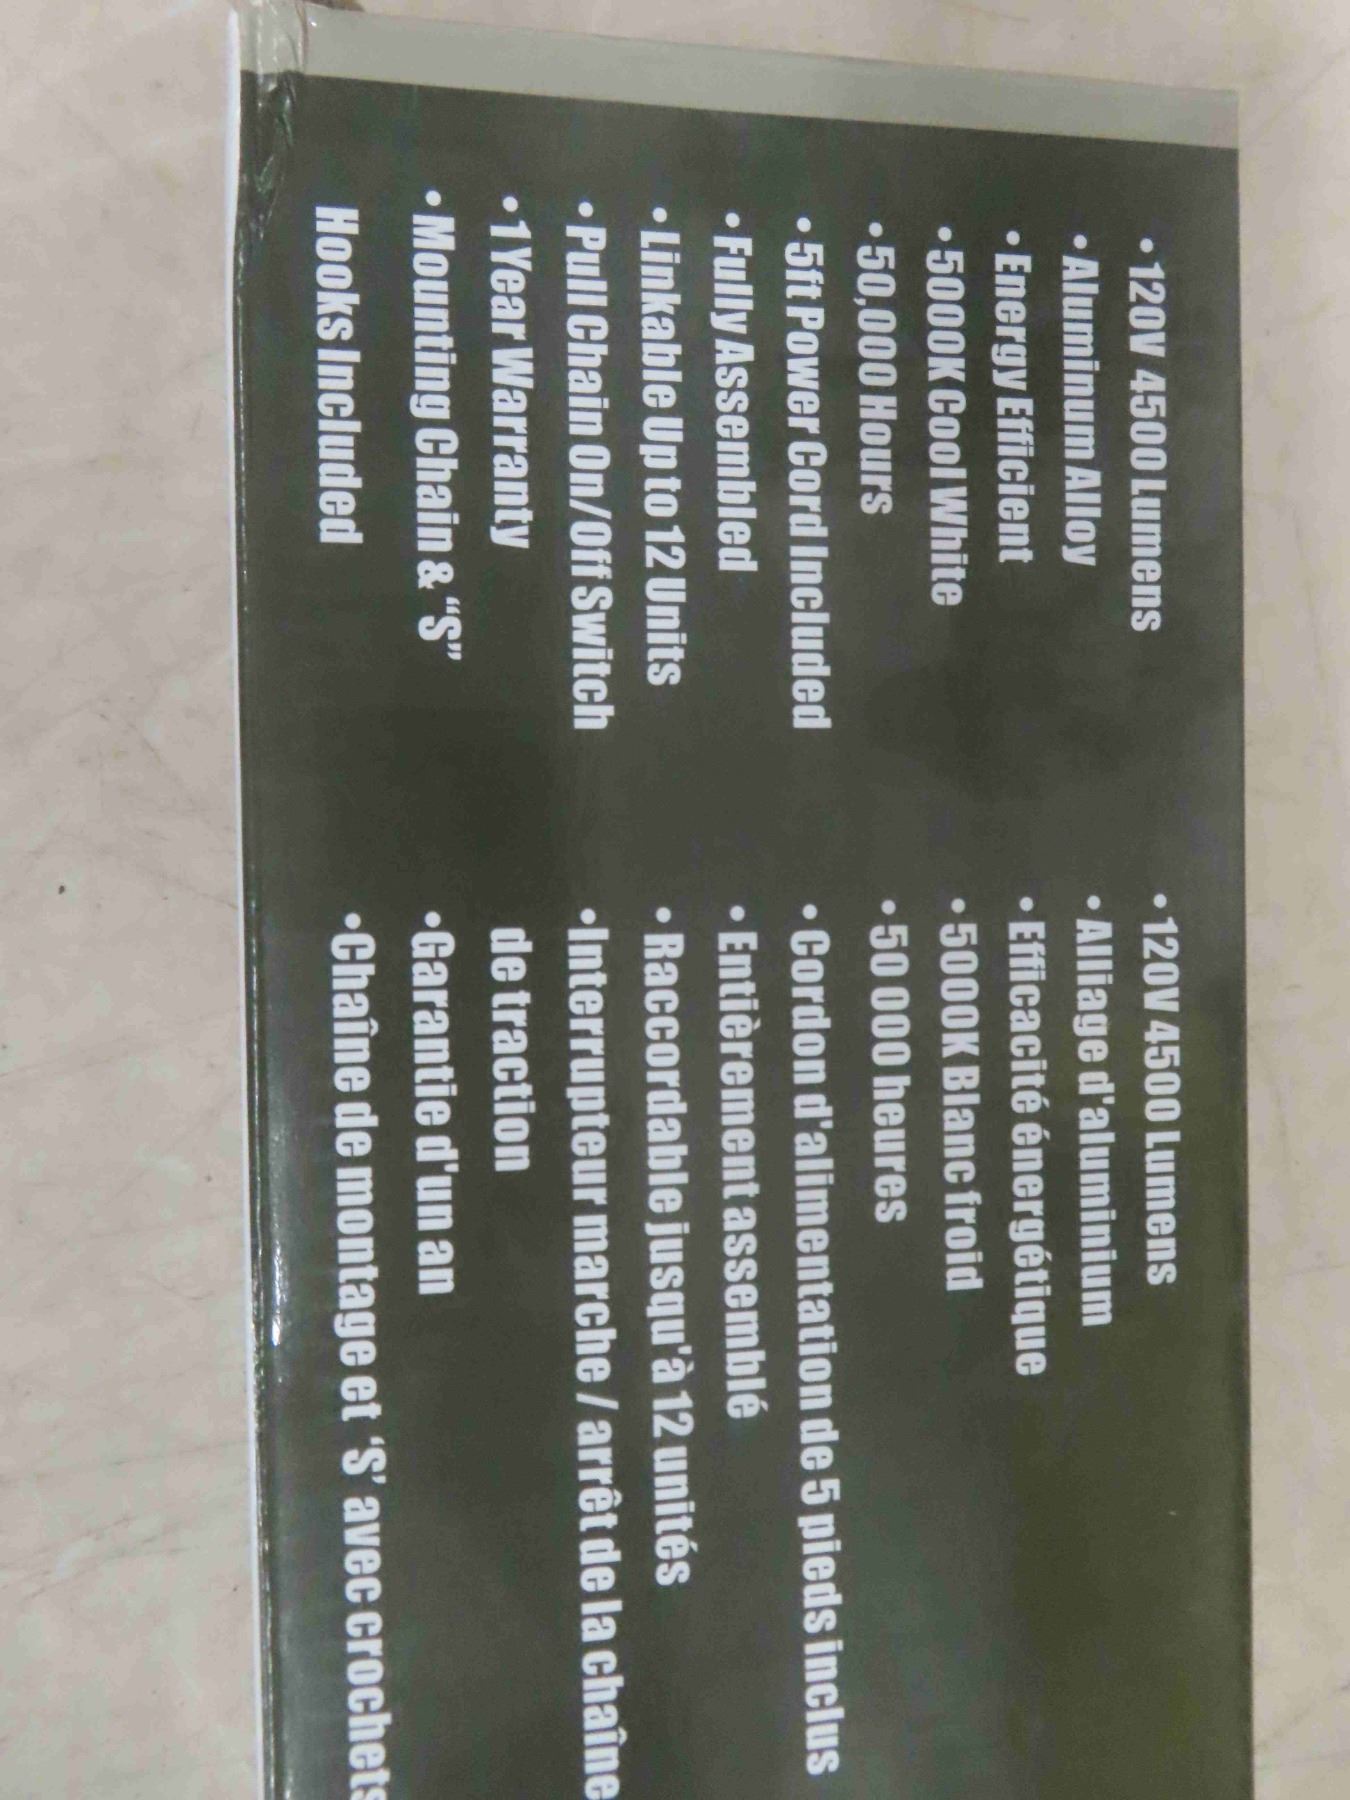 • 120V 4500 Lumens
• Aluminum Alloy
• Energy Efficient
• 5000K Cool White
• 50,000 Hours
• 5ft Power Cord Included
• Fully Assembled
• Linkable Up to 12 Units
• Pull Chain On/Off Switch
• 1 Year Warranty
• Mounting Chain & “S”
Hooks Included
• 120V 4500 Lumens
• Alliage d'aluminium
• Efficacité énergétique
• 5000K Blanc froid
• 50 000 heures
• Cordon d'alimentation de 5 pieds inclus
• Entièrement assemblé
• Raccordable jusqu'à 12 unités
• Interrupteur marche / arrêt de la chaîne
de traction
• Garantie d'un an
• Chaîne de montage et ‘S’ avec crochets